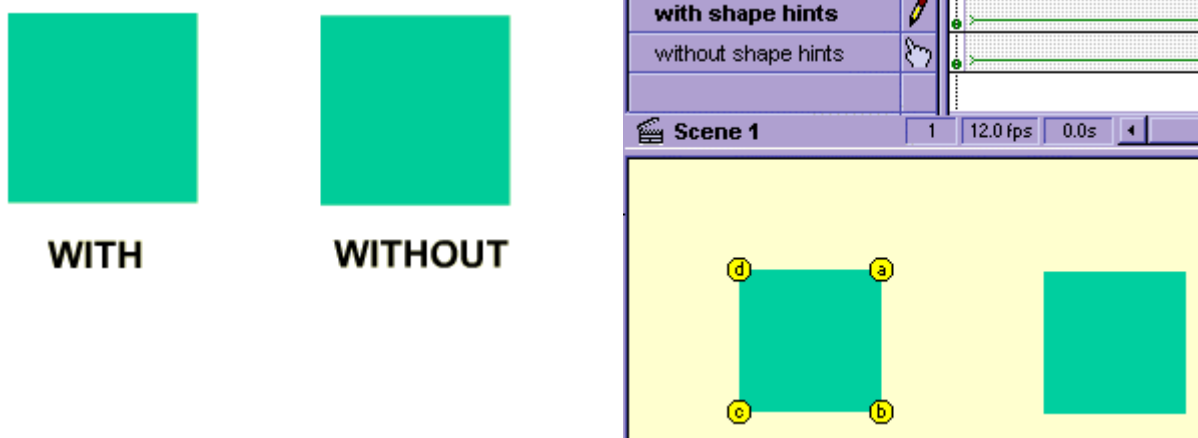 WITH
WITHOUT
with shape hints
without shape hints
Scene 1
1
12.0 fps
0.0s
d
a
c
b